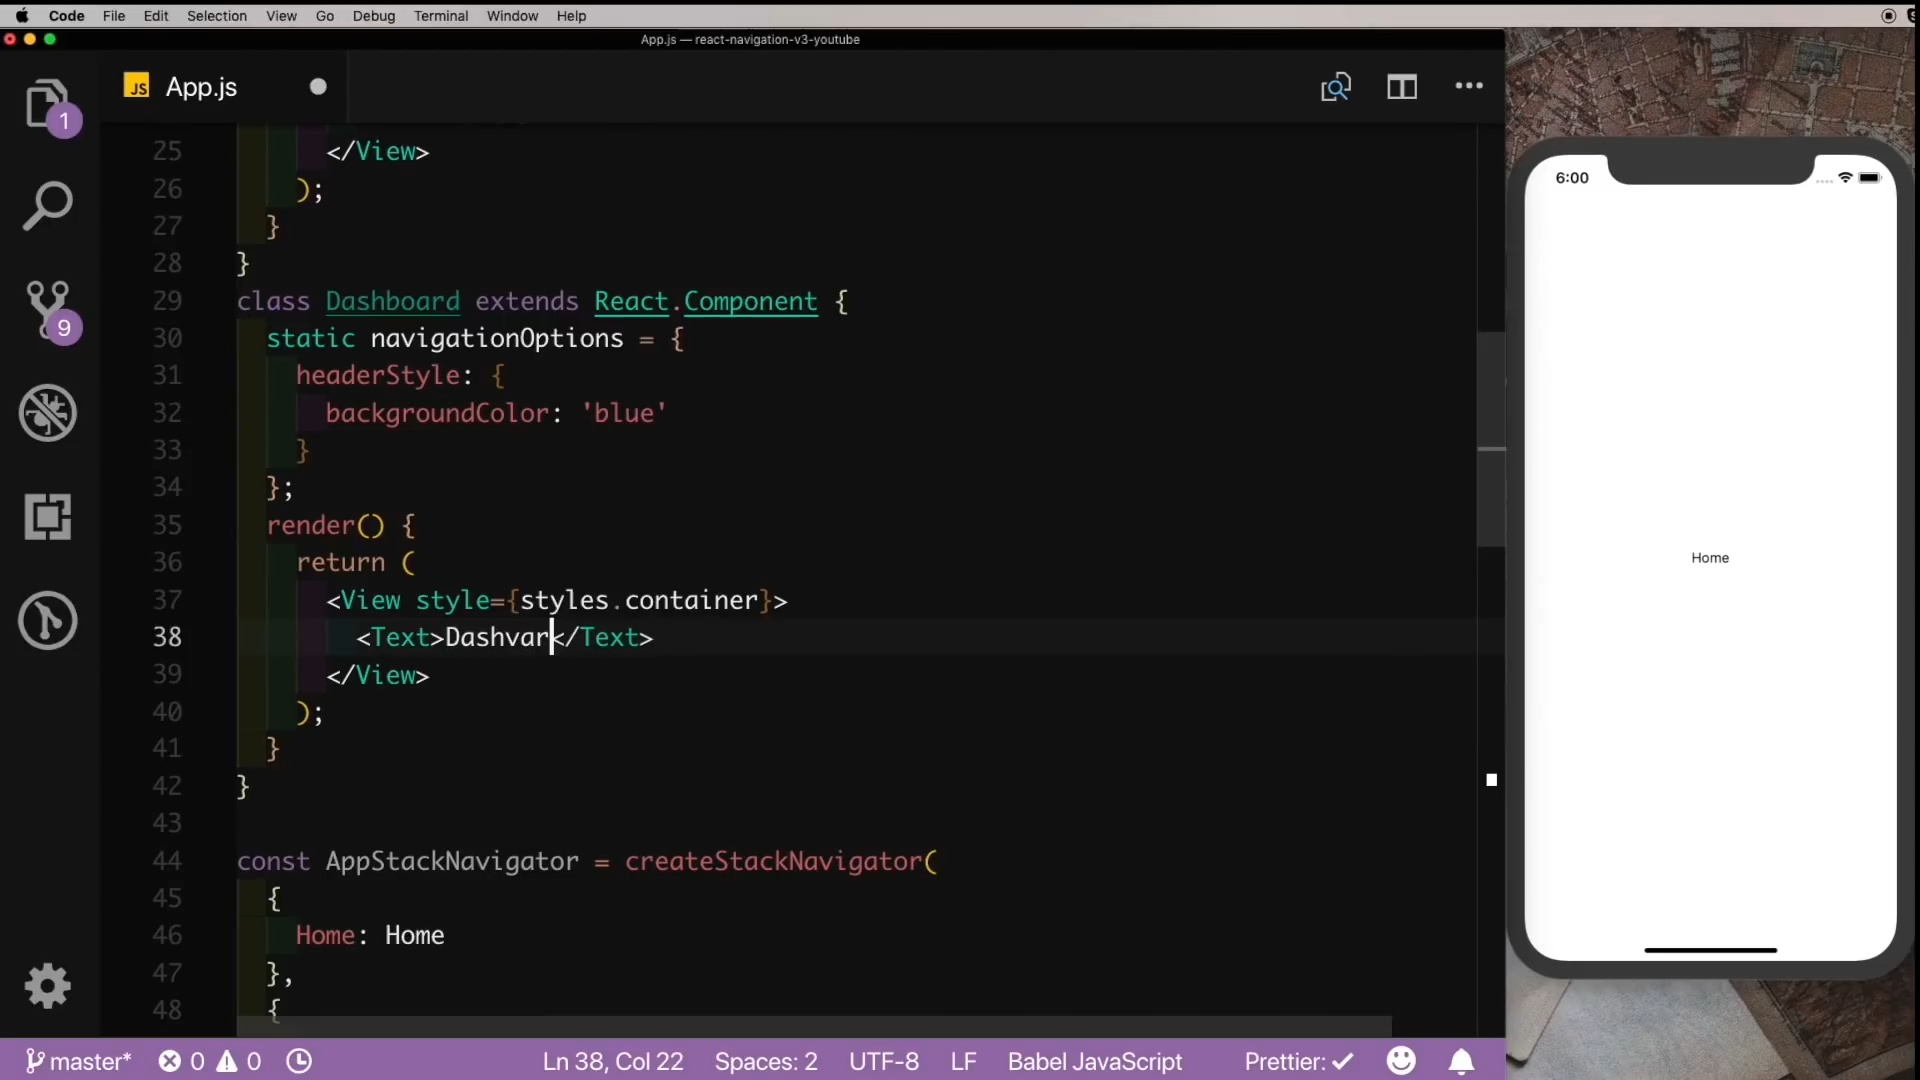 Code File Edit Selection View Go Debug Terminal Window Help
App.js — react-navigation-v3-youtube
JS App.js
1
9
25 </View>
26 );
27 }
28 }
29 class Dashboard extends React.Component {
30 static navigationOptions = {
31 headerStyle: {
32 backgroundColor: 'blue'
33 }
34 };
35 render() {
36 return (
37 <View style={styles.container}>
38 <Text>Dashvar</Text>
39 </View>
40 );
41 }
42 }
43
44 const AppStackNavigator = createStackNavigator(
45 {
46 Home: Home
47 },
48 {
master* 0 0 Ln 38, Col 22 Spaces: 2 UTF-8 LF Babel JavaScript Prettier: ✓
6:00
Home